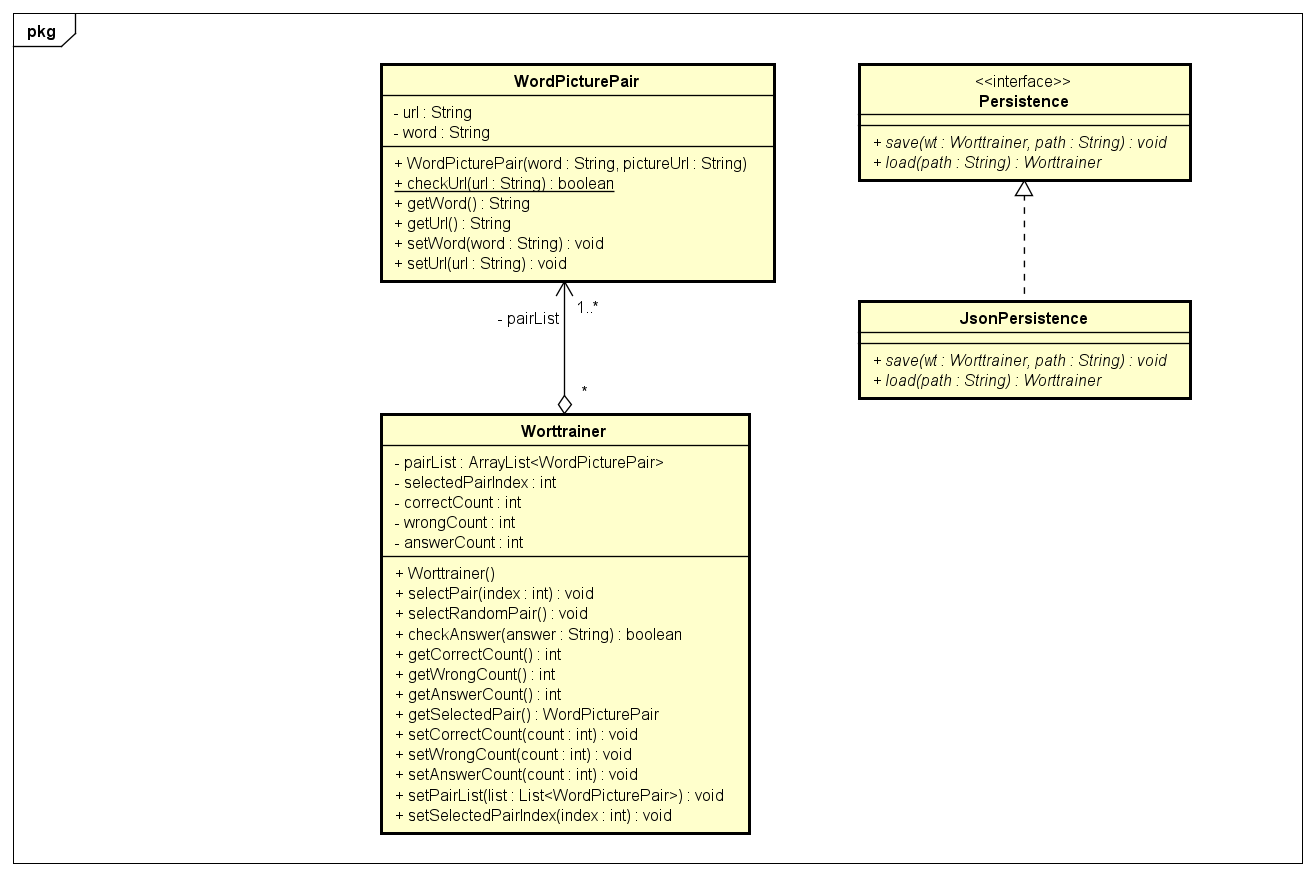 pkg
WordPicturePair
- url : String
- word : String
+ WordPicturePair(word : String, pictureUrl : String)
+ checkUrl(url : String) : boolean
+ getWord() : String
+ getUrl() : String
+ setWord(word : String) : void
+ setUrl(url : String) : void
<<interface>>
Persistence
+ save(wt : Worttrainer, path : String) : void
+ load(path : String) : Worttrainer
1..*
- pairList
*
JsonPersistence
+ save(wt : Worttrainer, path : String) : void
+ load(path : String) : Worttrainer
Worttrainer
- pairList : ArrayList<WordPicturePair>
- selectedPairIndex : int
- correctCount : int
- wrongCount : int
- answerCount : int
+ Worttrainer()
+ selectPair(index : int) : void
+ selectRandomPair() : void
+ checkAnswer(answer : String) : boolean
+ getCorrectCount() : int
+ getWrongCount() : int
+ getAnswerCount() : int
+ getSelectedPair() : WordPicturePair
+ setCorrectCount(count : int) : void
+ setWrongCount(count : int) : void
+ setAnswerCount(count : int) : void
+ setPairList(list : List<WordPicturePair>) : void
+ setSelectedPairIndex(index : int) : void